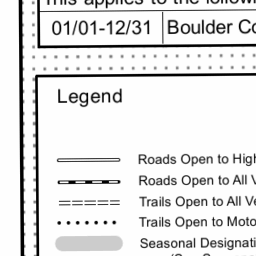 This applies to the followi
01/01-12/31 Boulder Co
Legend
Roads Open to High
Roads Open to All V
Trails Open to All Ve
Trails Open to Moto
Seasonal Designati